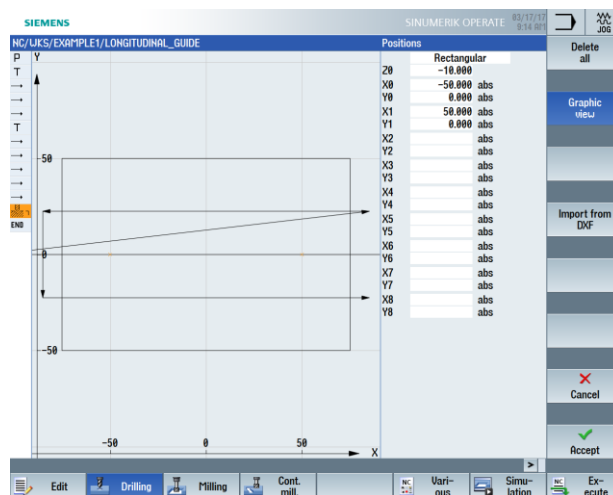 SIEMENS
SINUMERIK OPERATE
03/17/17
9:14 AM
JOG
NC/WKS/EXAMPLE1/LONGITUDINAL_GUIDE
Positions
P
Y
T
T
END
50
0
-50
-50
0
50
X
Rectangular
Z0 -10.000
X0 -50.000 abs
Y0 0.000 abs
X1 50.000 abs
Y1 0.000 abs
X2 abs
Y2 abs
X3 abs
Y3 abs
X4 abs
Y4 abs
X5 abs
Y5 abs
X6 abs
Y6 abs
X7 abs
Y7 abs
X8 abs
Y8 abs
Delete
all
Graphic
view
Import from
DXF
Cancel
Accept
>
Edit
Drilling
Milling
Cont.
mill.
NC
Vari-
ous
Simu-
lation
NC
Ex-
ecute